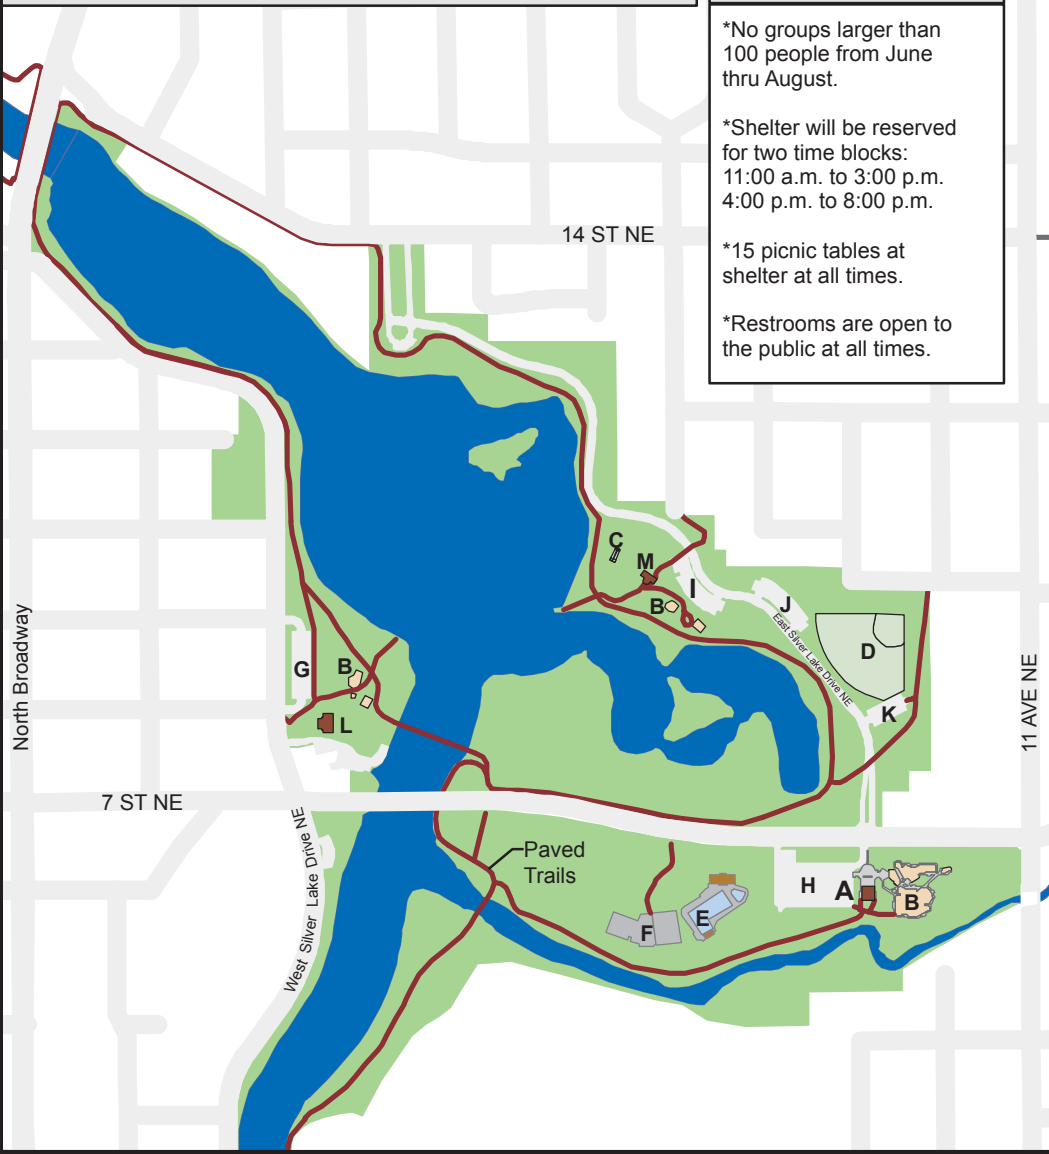 *No groups larger than
100 people from June
thru August.
*Shelter will be reserved
for two time blocks:
11:00 a.m. to 3:00 p.m.
4:00 p.m. to 8:00 p.m.
*15 picnic tables at
shelter at all times.
*Restrooms are open to
the public at all times.
14 ST NE
C
M
I
B
J
East Silver Lake Drive NE
D
K
North Broadway
11 AVE NE
G
B
L
7 ST NE
West Silver Lake Drive NE
Paved
Trails
H
A
B
E
F